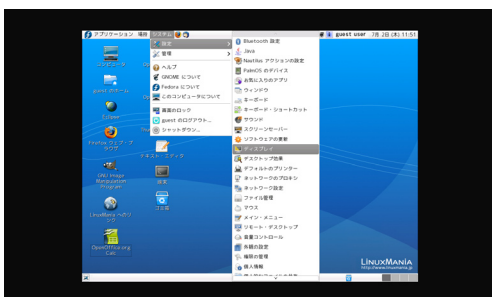 アプリケーション 場所 システム guest user 7月 2日 (木) 11:51
設定
管理
ヘルプ
GNOME について
Fedora について
このコンピュータについて
画面のロック
guest のログアウト...
シャットダウン...
Bluetooth 設定
Java
Nautilus アクションの設定
PalmOS のデバイス
お気に入りのアプリ
ウィンドウ
キーボード
キーボード・ショートカット
サウンド
スクリーンセーバー
ソフトウェアの更新
ディスプレイ
デスクトップ効果
デフォルトのプリンター
ネットワークのプロキシ
ネットワーク設定
ファイル管理
マウス
メイン・メニュー
リモート・デスクトップ
音量コントロール
外観の設定
権限の管理
個人情報
コンピュータ
guest のホーム
Eclipse
Firefox ウェブ・ブラウザ
テキスト・エディタ
GNU Image
Manipulation
Program
端末
LinuxMania へのリンク
ゴミ箱
OpenOffice.org
Calc
LinuxMania
http://www.linuxmania.jp